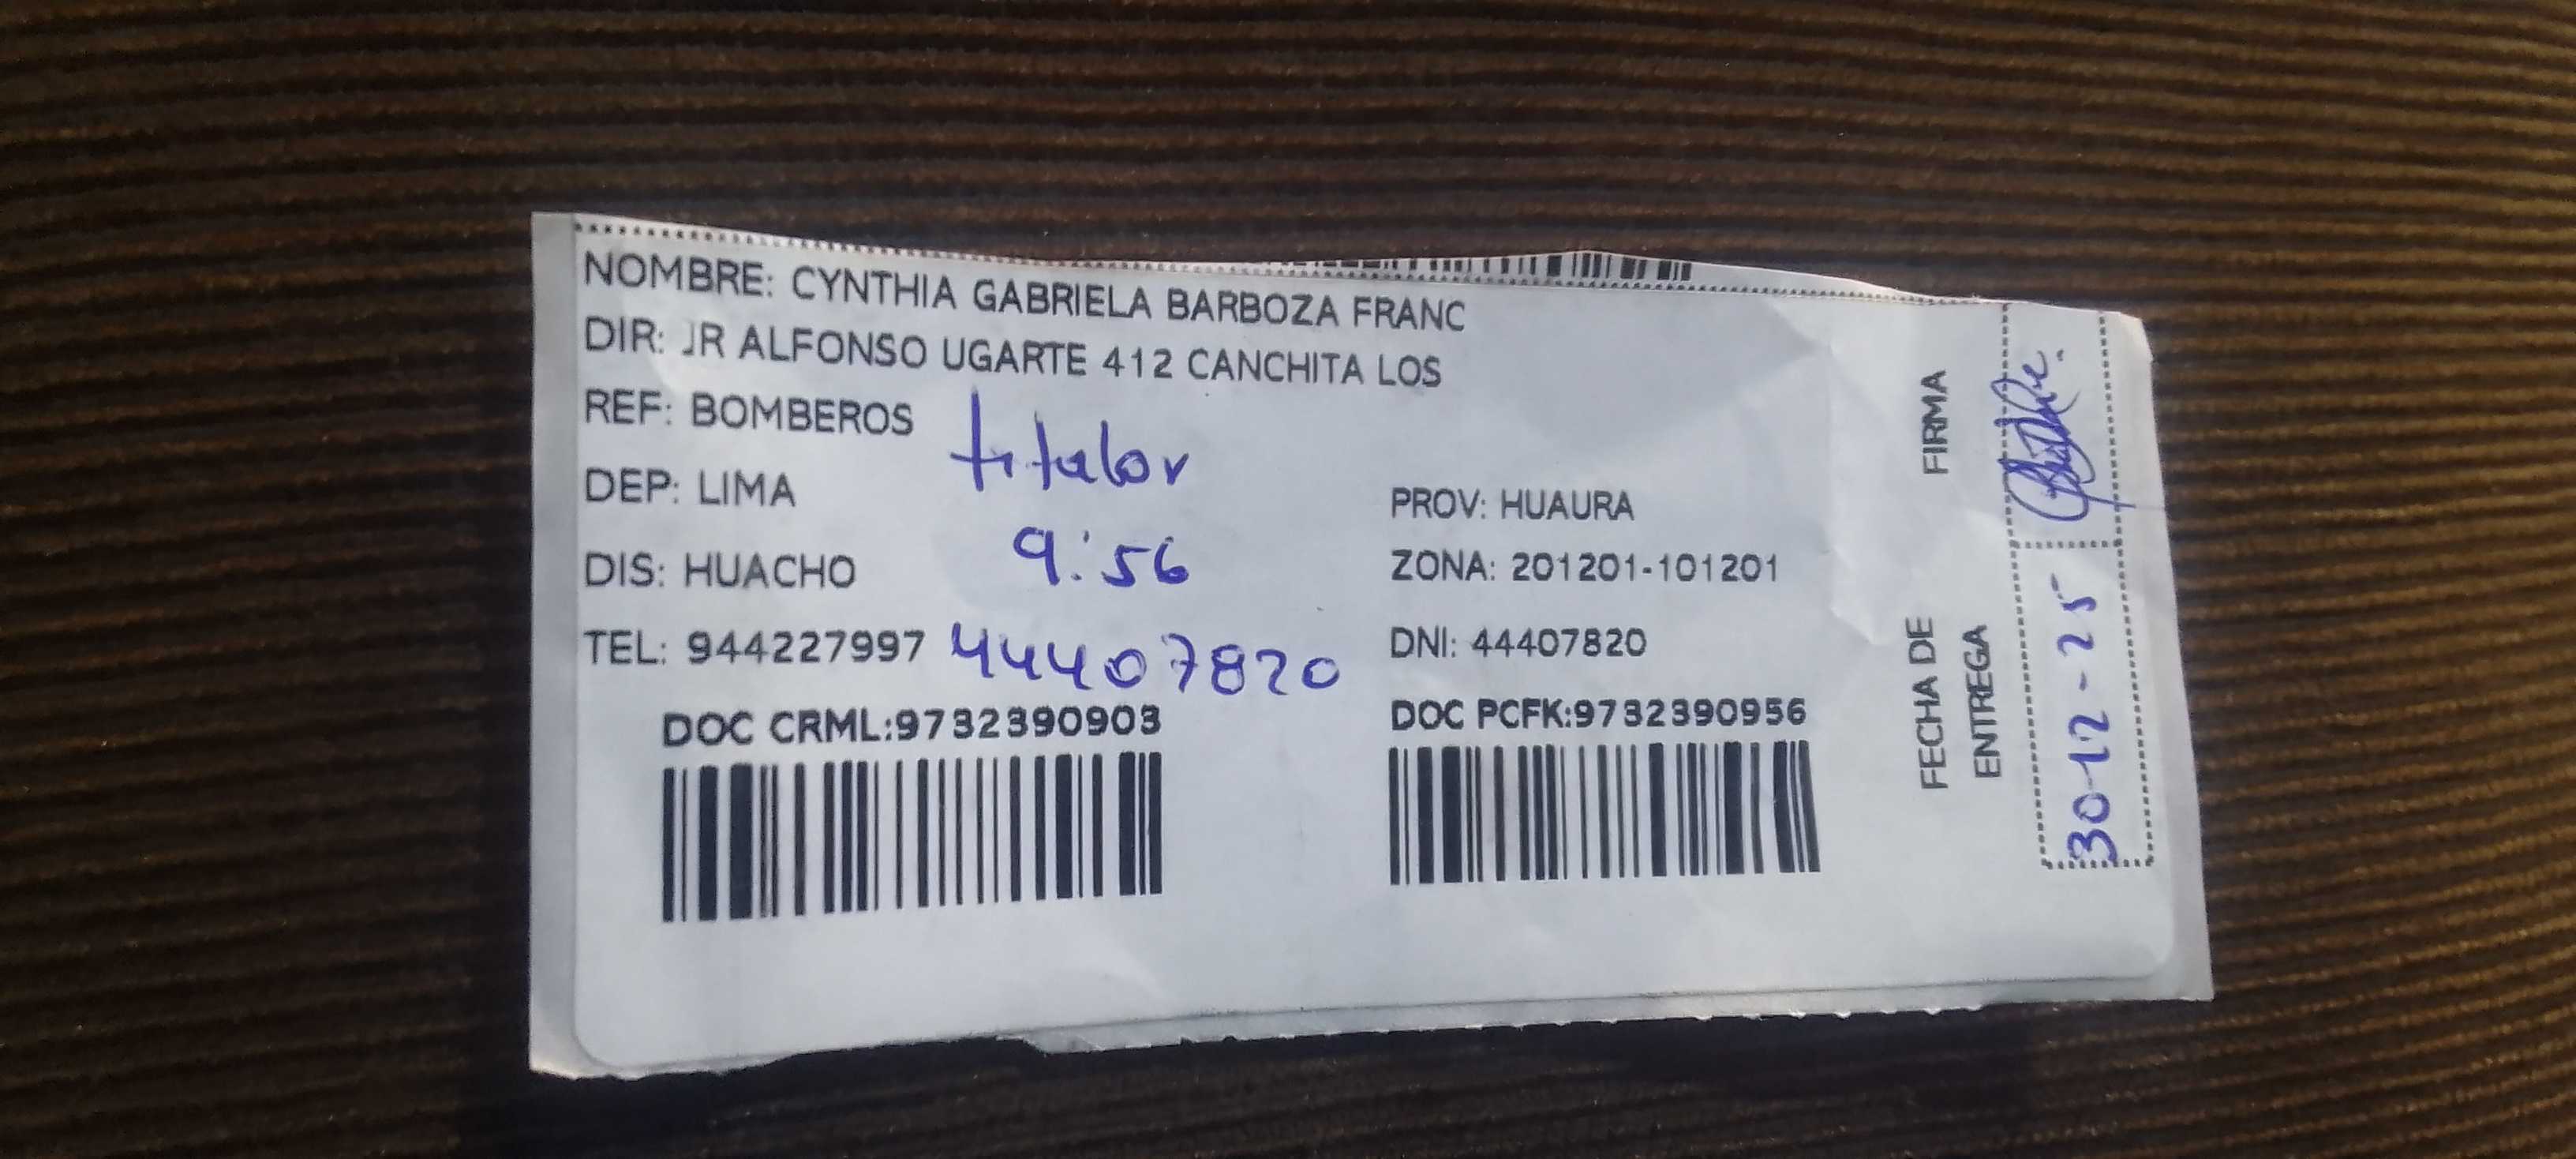 NOMBRE: CYNTHIA GABRIELA BARBOZA FRANC
DIR: JR ALFONSO UGARTE 412 CANCHITA LOS
REF: BOMBEROS
titular
DEP: LIMA
PROV: HUAURA
9:56
DIS: HUACHO
ZONA: 201201-101201
TEL: 944227997 44407820
DNI: 44407820
DOC CRML:9732390903
DOC PCFK:9732390956
FIRMA
FECHA DE
ENTREGA
30-12-25